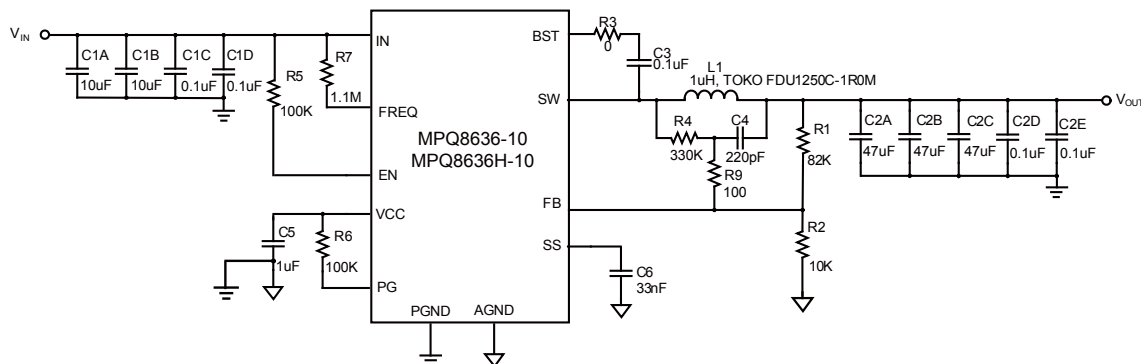 VIN
C1A
10uF
C1B
10uF
C1C
0.1uF
C1D
0.1uF
R5
100K
R7
1.1M
IN
FREQ
EN
VCC
PG
PGND
AGND
BST
SW
FB
SS
MPQ8636-10
MPQ8636H-10
C5
1uF
R6
100K
R3
0
C3
0.1uF
L1
1uH, TOKO FDU1250C-1R0M
R4
330K
C4
220pF
R9
100
R1
82K
R2
10K
C6
33nF
C2A
47uF
C2B
47uF
C2C
47uF
C2D
0.1uF
C2E
0.1uF
VOUT